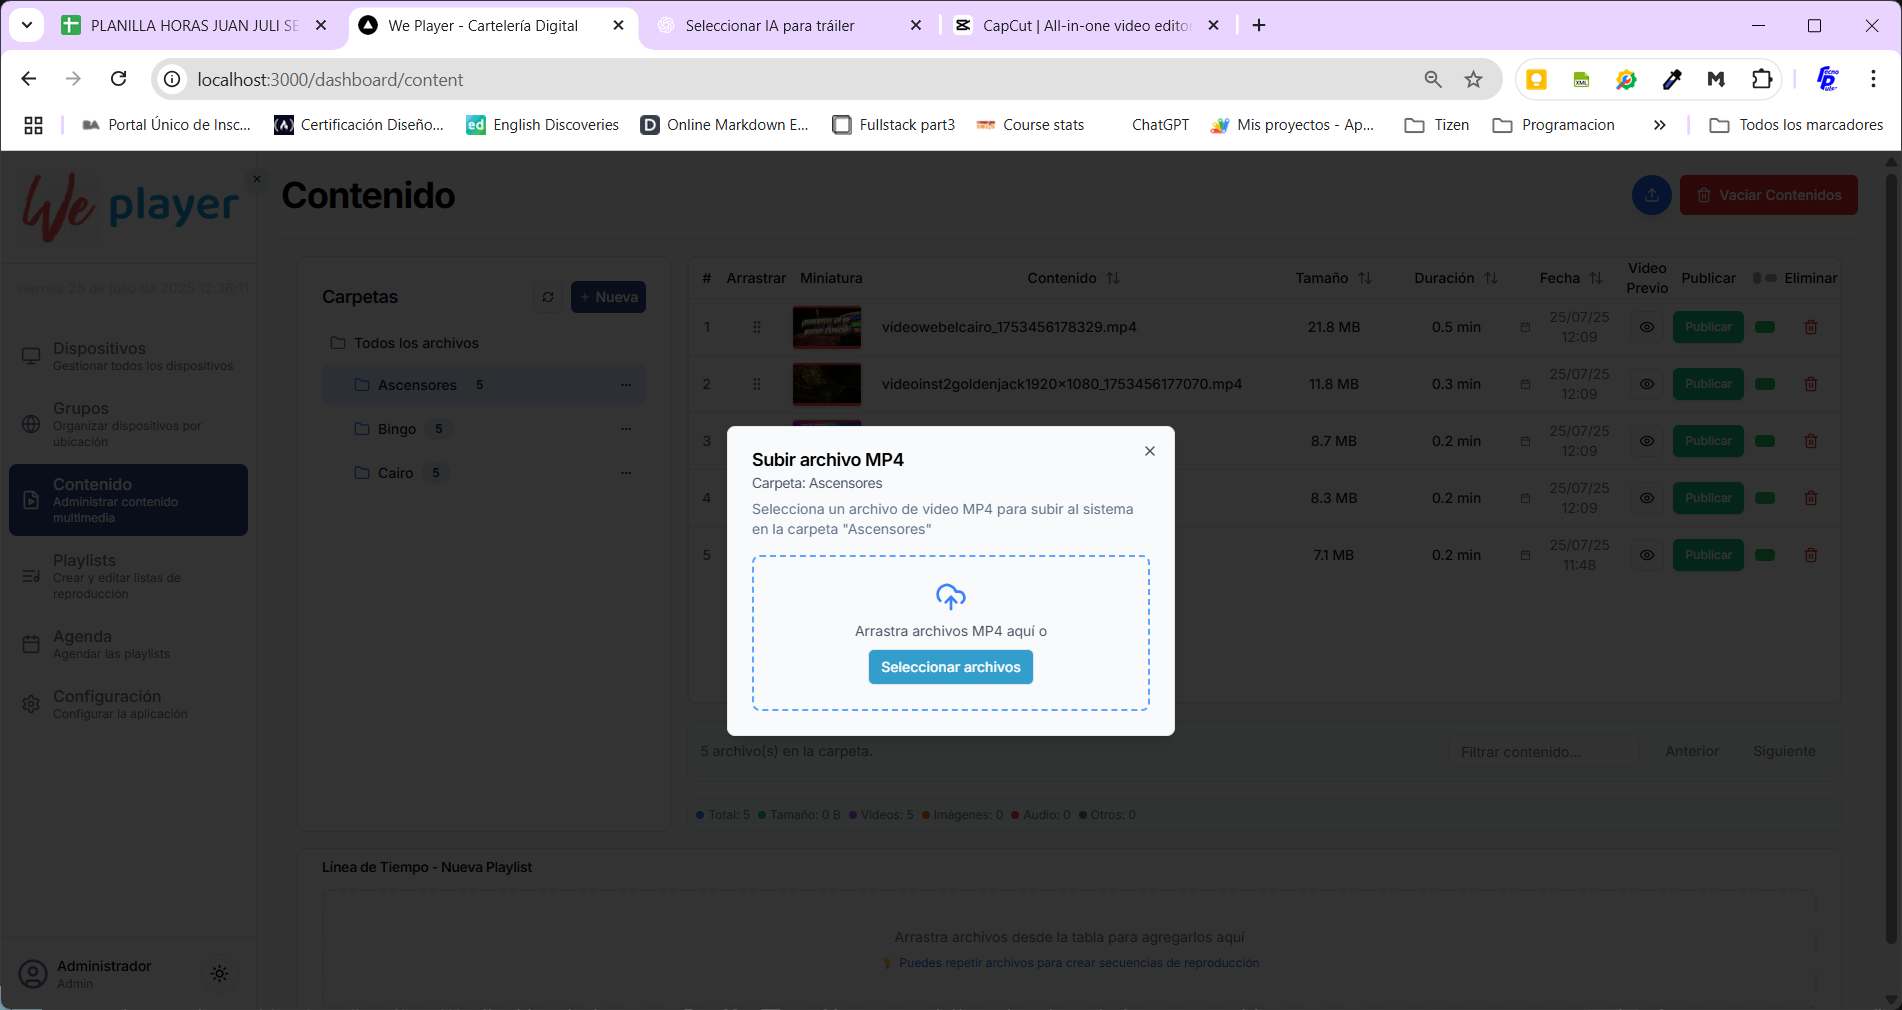 PLANILLA HORAS JUAN JULI SE
We Player - Cartelería Digital
Seleccionar IA para tráiler
CapCut | All-in-one video editor
localhost:3000/dashboard/content
Portal Único de Insc...
Certificación Diseño...
English Discoveries
Online Markdown E...
Fullstack part3
Course stats
ChatGPT
Mis proyectos - Ap...
Tizen
Programacion
Todos los marcadores
We player
viernes 25 de julio de 2025 12:36:11
Dispositivos
Gestionar todos los dispositivos
Grupos
Organizar dispositivos por
ubicación
Contenido
Administrar contenido
multimedia
Playlists
Crear y editar listas de
reproducción
Agenda
Agendar las playlists
Configuración
Configurar la aplicación
Administrador
Admin
Contenido
Vaciar Contenidos
Carpetas
+ Nueva
Todos los archivos
Ascensores 5 ...
Bingo 5 ...
Cairo 5 ...
# Arrastrar Miniatura Contenido Tamaño Duración Fecha Video Previo Publicar Eliminar
1 videowebelcairo_1753456178329.mp4 21.8 MB 0.5 min 25/07/25 12:09 Publicar
2 videoinst2goldenjack1920×1080_1753456177070.mp4 11.8 MB 0.3 min 25/07/25 12:09 Publicar
3 8.7 MB 0.2 min 25/07/25 12:09 Publicar
4 8.3 MB 0.2 min 25/07/25 12:09 Publicar
5 7.1 MB 0.2 min 25/07/25 11:48 Publicar
Subir archivo MP4
Carpeta: Ascensores
Selecciona un archivo de video MP4 para subir al sistema
en la carpeta "Ascensores"
Arrastra archivos MP4 aquí o
Seleccionar archivos
5 archivo(s) en la carpeta.
Filtrar contenido...
Anterior
Siguiente
Total: 5 Tamaño: 0 B Videos: 5 Imágenes: 0 Audio: 0 Otros: 0
Línea de Tiempo - Nueva Playlist
Arrastra archivos desde la tabla para agregarlos aquí
Puedes repetir archivos para crear secuencias de reproducción